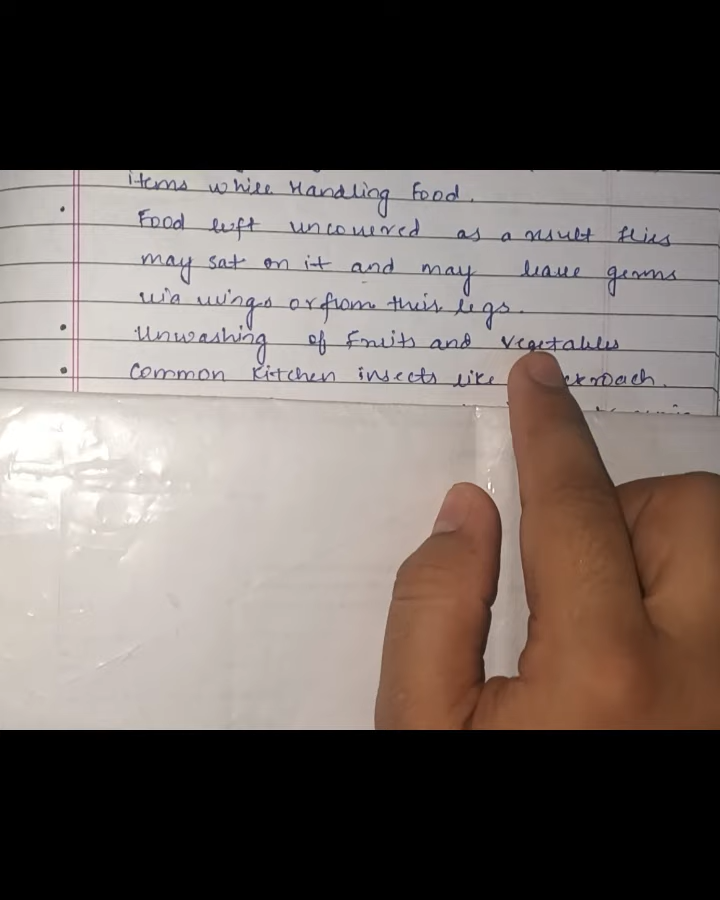 items while Handling Food.
• Food left uncovered as a result flies
may sat on it and may leave germs
via wings or from their legs.
• Unwashing of Fruits and vegetables
• Common Kitchen insects like